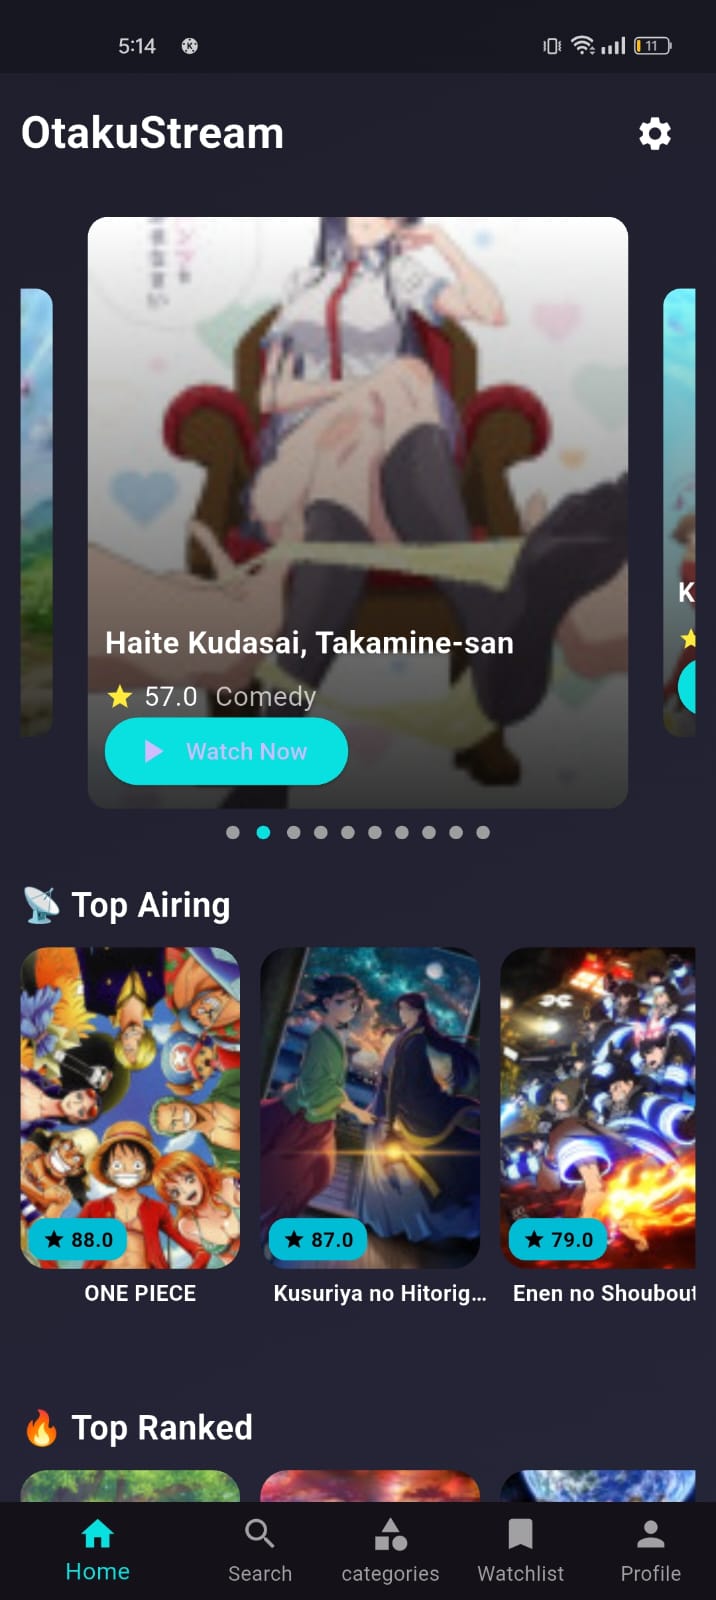 5:14
11
OtakuStream
Haite Kudasai, Takamine-san
57.0 Comedy
Watch Now
K
📡 Top Airing
★ 88.0
★ 87.0
★ 79.0
ONE PIECE
Kusuriya no Hitorig...
Enen no Shoubout
🔥 Top Ranked
Home
Search
categories
Watchlist
Profile